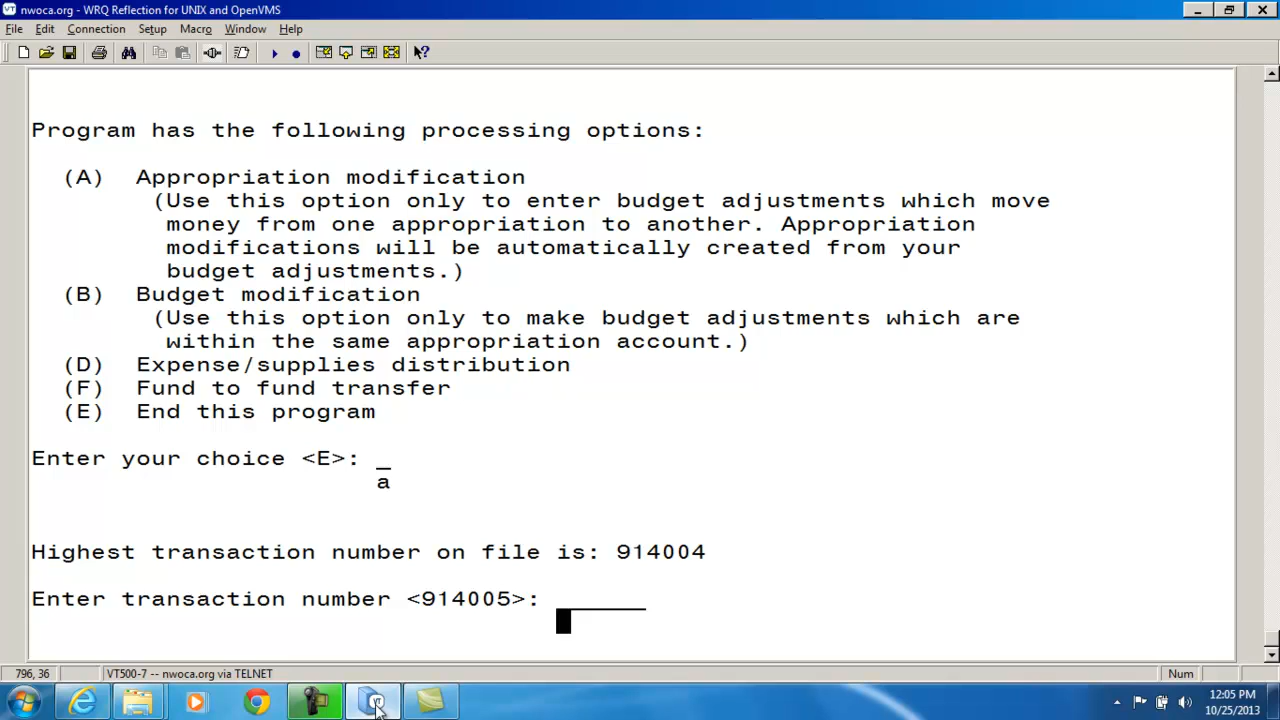 nwoca.org - WRQ Reflection for UNIX and OpenVMS
File Edit Connection Setup Macro Window Help
Program has the following processing options:
(A) Appropriation modification
(Use this option only to enter budget adjustments which move
money from one appropriation to another. Appropriation
modifications will be automatically created from your
budget adjustments.)
(B) Budget modification
(Use this option only to make budget adjustments which are
within the same appropriation account.)
(D) Expense/supplies distribution
(F) Fund to fund transfer
(E) End this program
Enter your choice <E>: _
a
Highest transaction number on file is: 914004
Enter transaction number <914005>: ______
796, 36 VT500-7 -- nwoca.org via TELNET Num
12:05 PM
10/25/2013